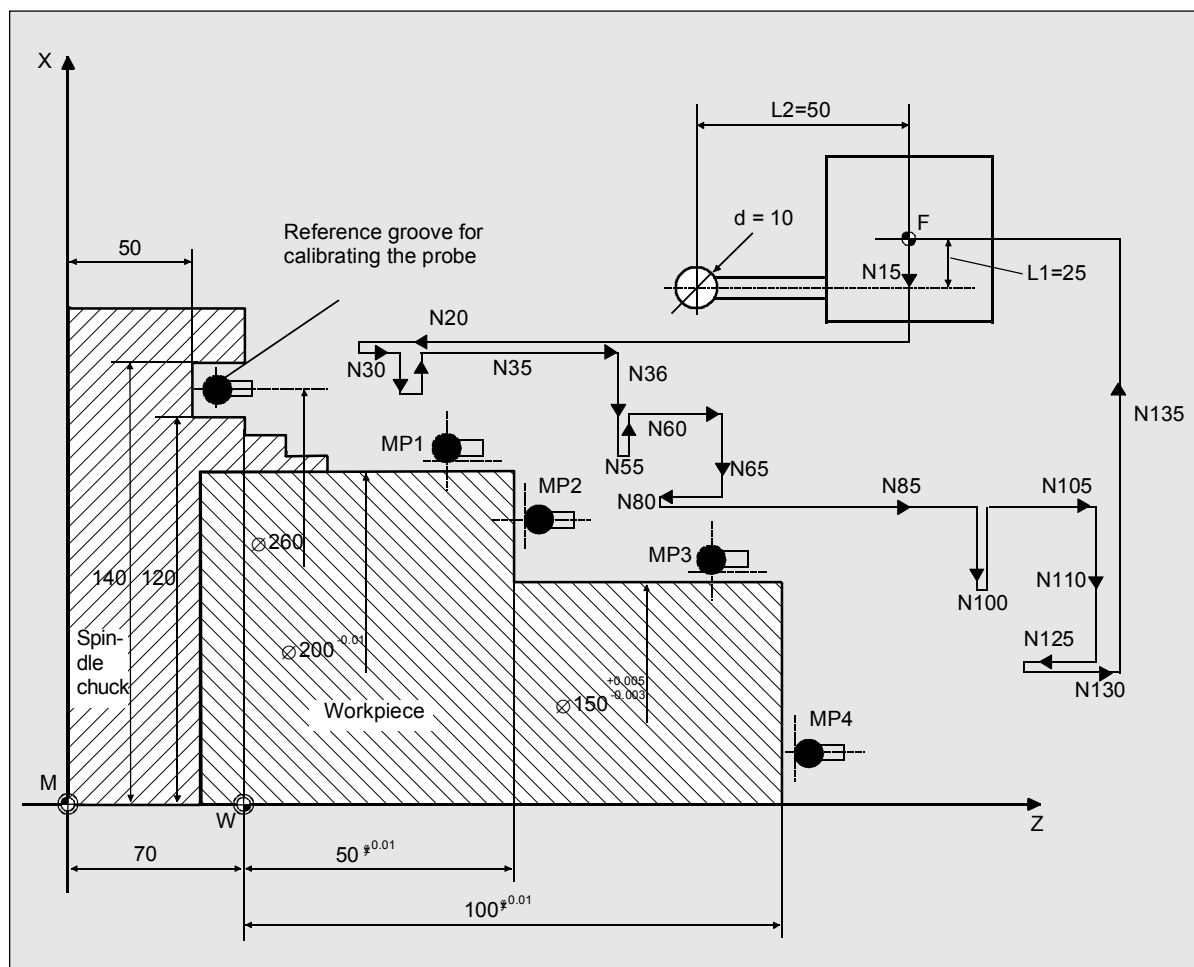 X
L2=50
d = 10
F
Reference groove for
calibrating the probe
50
N15
L1=25
N20
N30
N35
N36
N135
MP1
N60
N55
N65
MP2
N80
N85
N105
⌀260
MP3
140
120
N110
N100
⌀200 -0.01
Spin-
dle
chuck
N125
+0.005
⌀150 -0.003
N130
Workpiece
MP4
M
W
Z
70
50 0.01
100 0.01